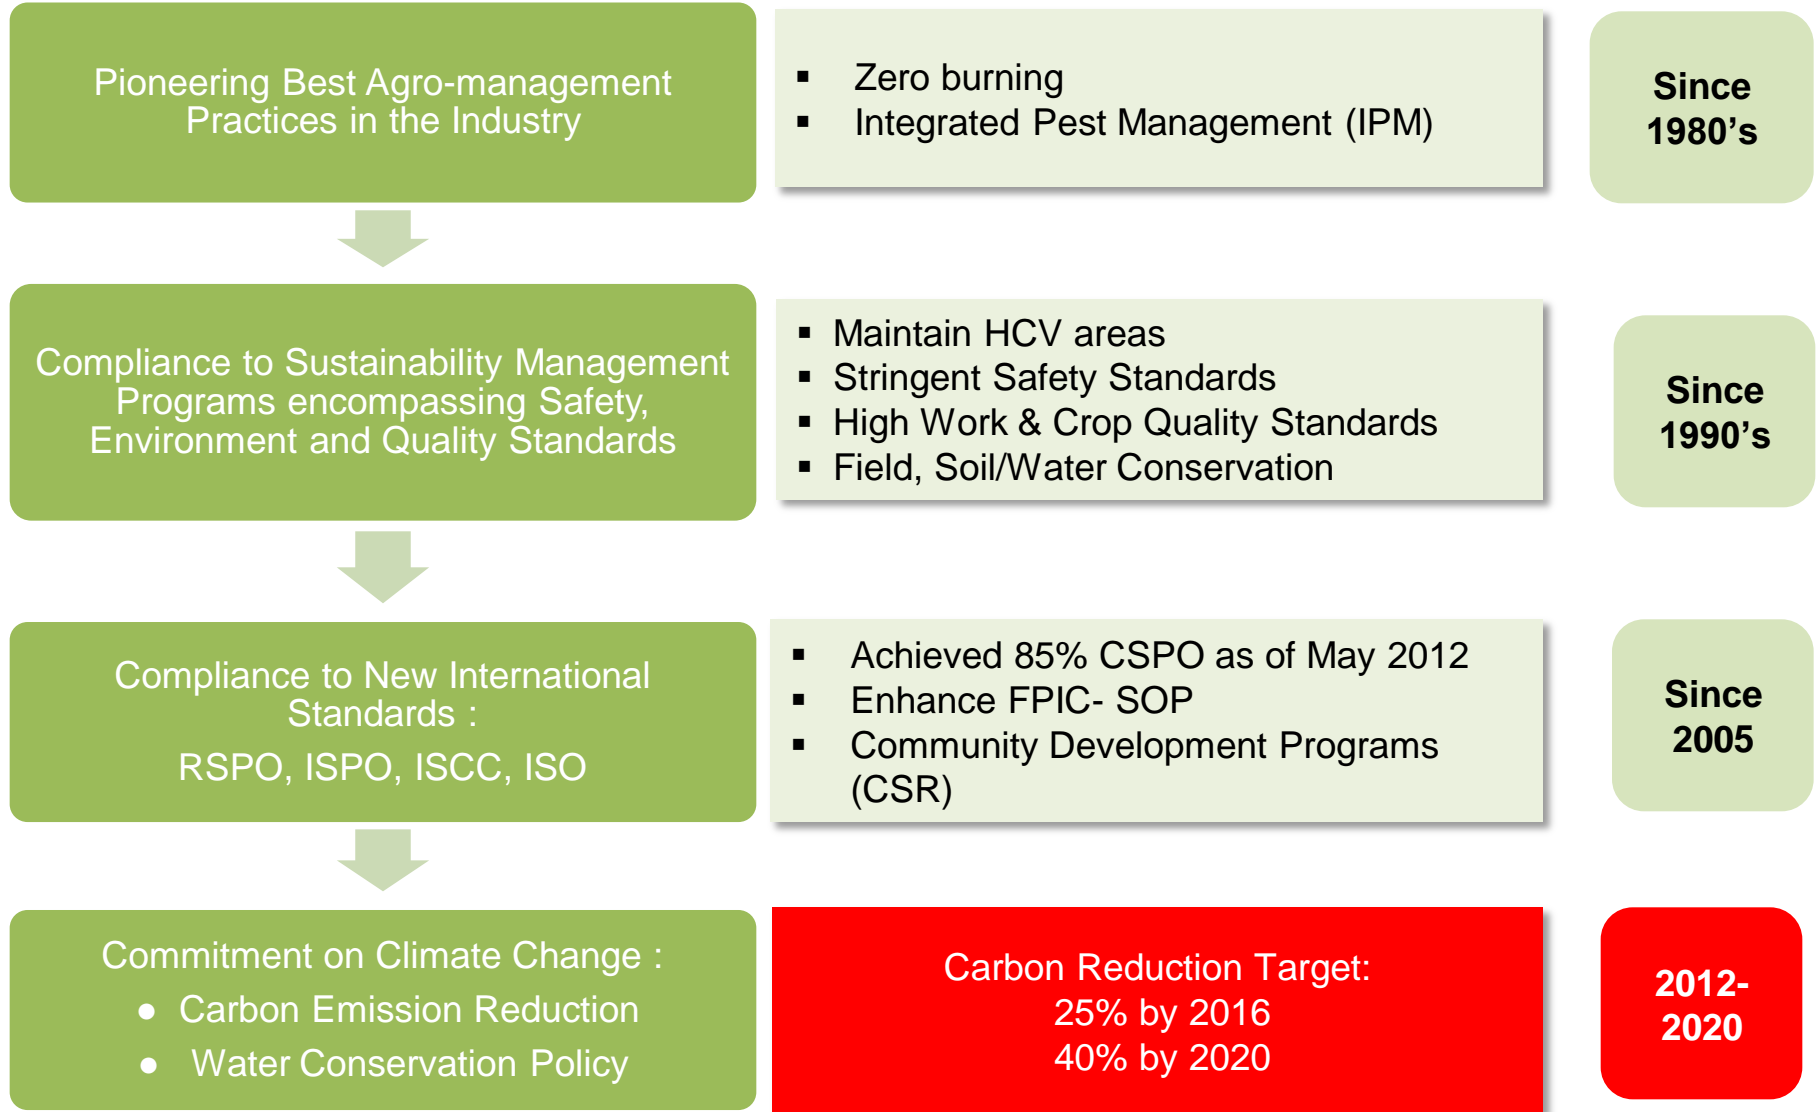 Pioneering Best Agro-management
Practices in the Industry
▪ Zero burning
▪ Integrated Pest Management (IPM)
Since
1980’s
Compliance to Sustainability Management
Programs encompassing Safety,
Environment and Quality Standards
▪ Maintain HCV areas
▪ Stringent Safety Standards
▪ High Work & Crop Quality Standards
▪ Field, Soil/Water Conservation
Since
1990’s
Compliance to New International
Standards :
RSPO, ISPO, ISCC, ISO
▪ Achieved 85% CSPO as of May 2012
▪ Enhance FPIC- SOP
▪ Community Development Programs
(CSR)
Since
2005
Commitment on Climate Change :
● Carbon Emission Reduction
● Water Conservation Policy
Carbon Reduction Target:
25% by 2016
40% by 2020
2012-
2020